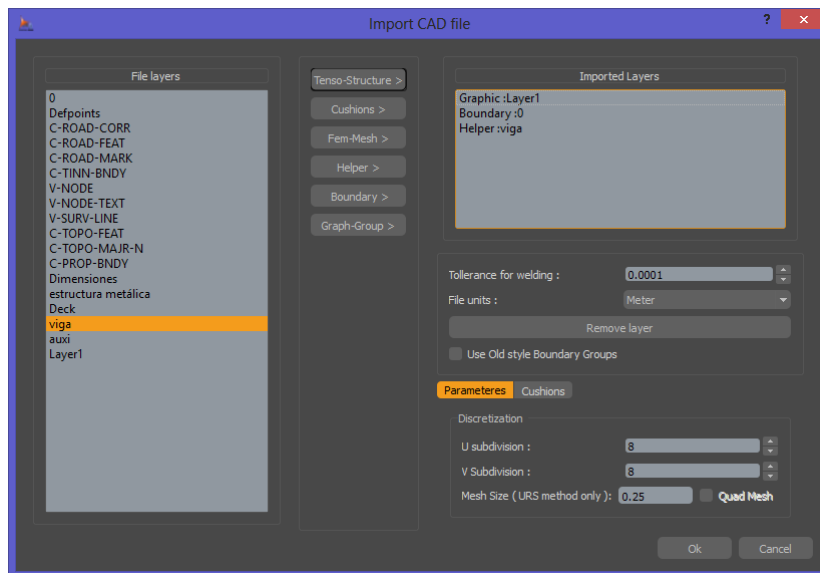 Import CAD file
?
File layers
0
Defpoints
C-ROAD-CORR
C-ROAD-FEAT
C-ROAD-MARK
C-TINN-BNDY
V-NODE
V-NODE-TEXT
V-SURV-LINE
C-TOPO-FEAT
C-TOPO-MAJR-N
C-PROP-BNDY
Dimensiones
estructura metálica
Deck
viga
auxi
Layer1
Tenso-Structure >
Cushions >
Fem-Mesh >
Helper >
Boundary >
Graph-Group >
Imported Layers
Graphic :Layer1
Boundary :0
Helper :viga
Tollerance for welding : 0.0001
File units : Meter
Remove layer
Use Old style Boundary Groups
Parameteres Cushions
Discretization
U subdivision : 8
V Subdivision : 8
Mesh Size ( URS method only ): 0.25 Quad Mesh
Ok Cancel